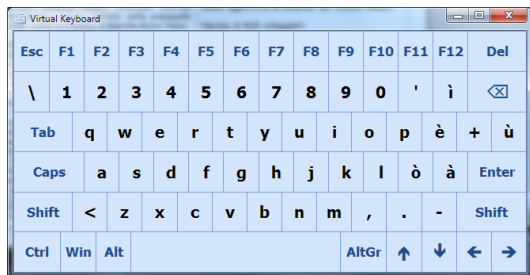 Virtual Keyboard
Esc F1 F2 F3 F4 F5 F6 F7 F8 F9 F10 F11 F12 Del
\ 1 2 3 4 5 6 7 8 9 0 ' ì
Tab q w e r t y u i o p è + ù
Caps a s d f g h j k l ò à Enter
Shift < z x c v b n m , . - Shift
Ctrl Win Alt AltGr ↑ ↓ ← →